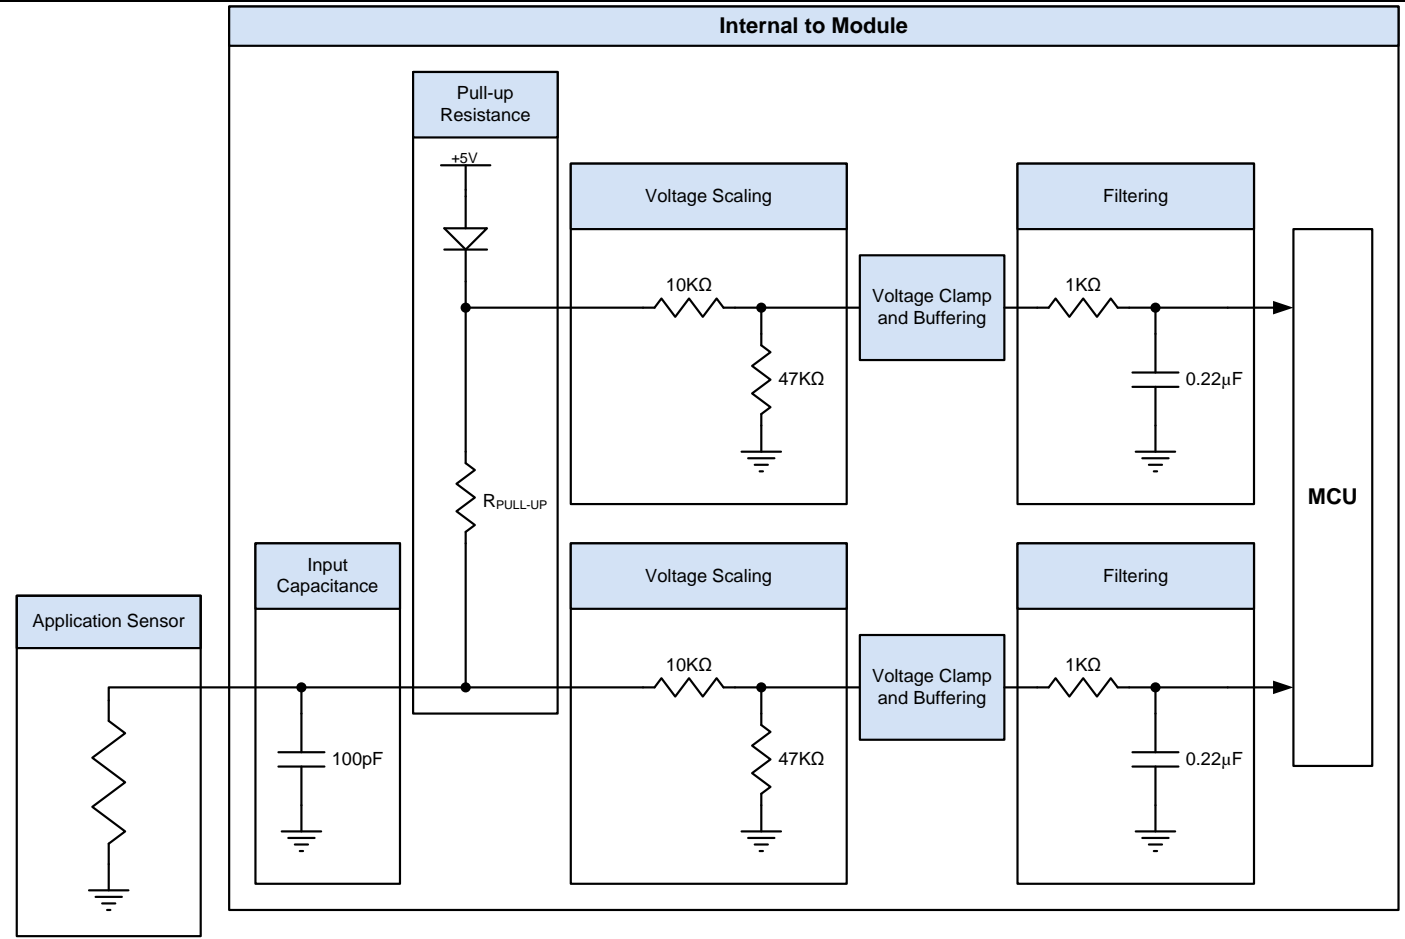 Internal to Module
Pull-up
Resistance
+5V
Voltage Scaling
Filtering
10KΩ
Voltage Clamp
and Buffering
1KΩ
47KΩ
0.22µF
RPULL-UP
MCU
Input
Capacitance
Voltage Scaling
Filtering
Application Sensor
10KΩ
Voltage Clamp
and Buffering
1KΩ
100pF
47KΩ
0.22µF